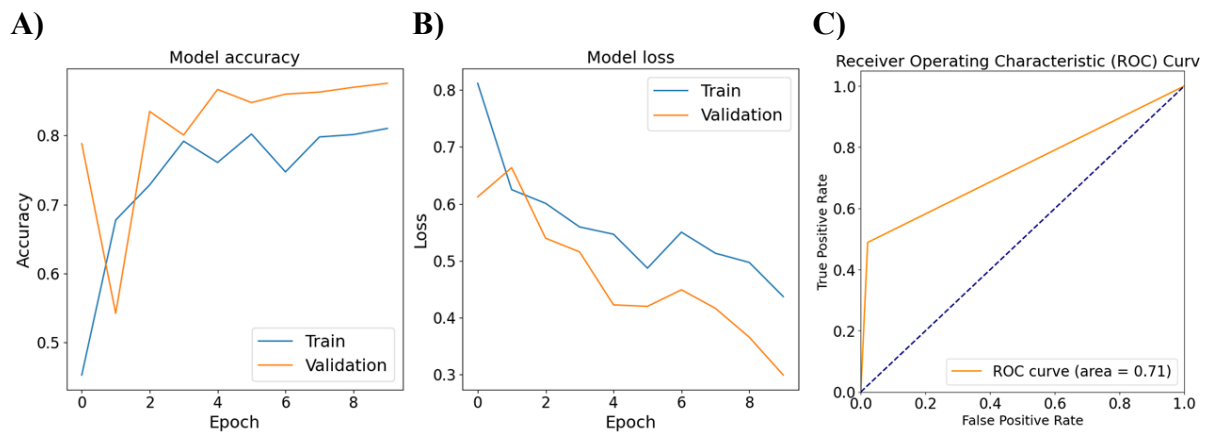 A)
Model accuracy
Accuracy
0.8
0.7
0.6
0.5
0 2 4 6 8
Epoch
Train
Validation
B)
Model loss
Loss
0.8
0.7
0.6
0.5
0.4
0.3
0 2 4 6 8
Epoch
Train
Validation
C)
Receiver Operating Characteristic (ROC) Curv
True Positive Rate
1.0
0.8
0.6
0.4
0.2
0.0
0.0 0.2 0.4 0.6 0.8 1.0
False Positive Rate
ROC curve (area = 0.71)